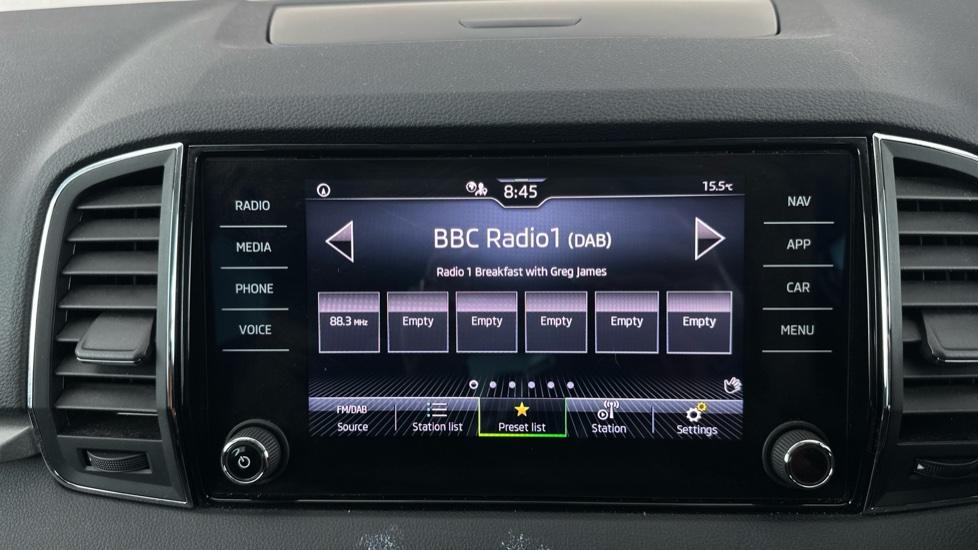 8:45
15.5°C
RADIO
MEDIA
PHONE
VOICE
BBC Radio1 (DAB)
Radio 1 Breakfast with Greg James
88.3 MHz
Empty
Empty
Empty
Empty
Empty
FM/DAB
Source
Station list
Preset list
Station
Settings
NAV
APP
CAR
MENU